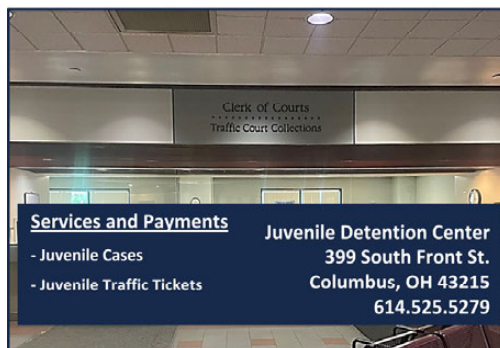 Clerk of Courts
Traffic Court Collections
Services and Payments
- Juvenile Cases
- Juvenile Traffic Tickets
Juvenile Detention Center
399 South Front St.
Columbus, OH 43215
614.525.5279